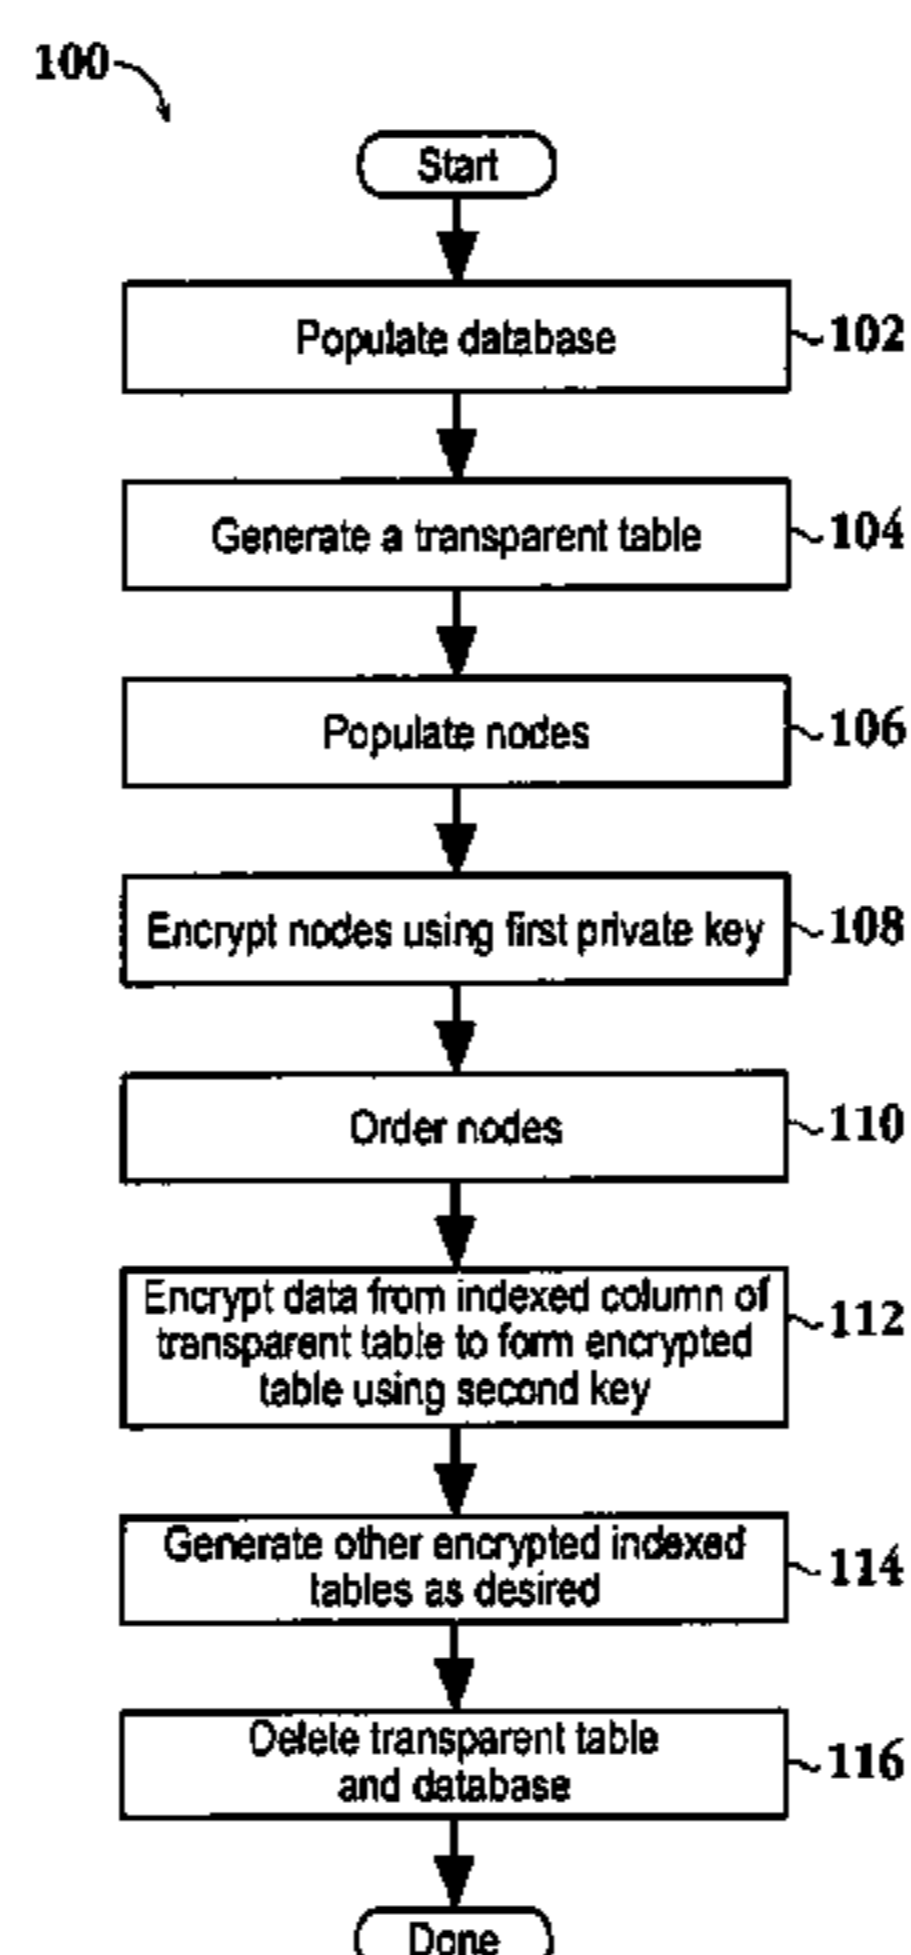 100
Start
Populate database
102
Generate a transparent table
104
Populate nodes
106
Encrypt nodes using first private key
108
Order nodes
110
Encrypt data from indexed column of
transparent table to form encrypted
table using second key
112
Generate other encrypted indexed
tables as desired
114
Delete transparent table
and database
116
Done